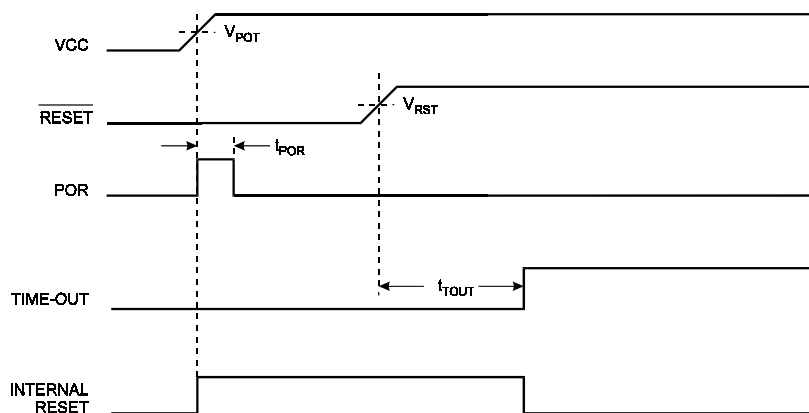 VCC
VPOT
RESET
VRST
tPOR
POR
TIME-OUT
tTOUT
INTERNAL
RESET